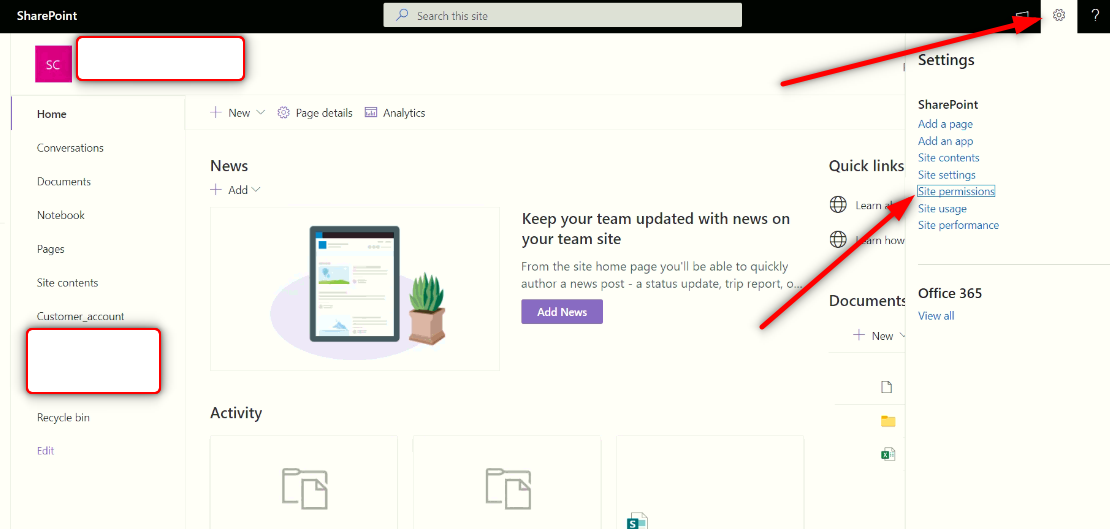 SharePoint
Search this site
?
SC
Settings
Home
Conversations
Documents
Notebook
Pages
Site contents
Customer_account
Recycle bin
Edit
New
Page details
Analytics
News
Add
Keep your team updated with news on
your team site
From the site home page you'll be able to quickly
author a news post - a status update, trip report, o...
Add News
Activity
Quick links
Learn
Learn how
Documents
New
SharePoint
Add a page
Add an app
Site contents
Site settings
Site permissions
Site usage
Site performance
Office 365
View all